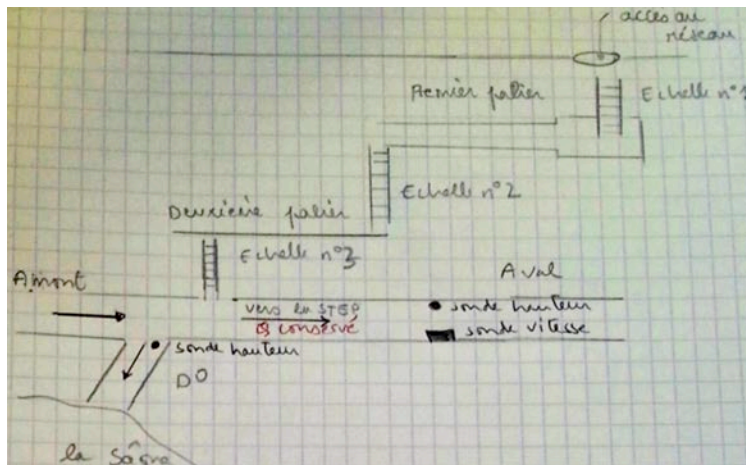 accès au
réseau
Premier palier
Echelle n°1
Echelle n°2
Deuxième palier
Echelle n°3
Amont
Aval
vers la STEP
Q conservé
sonde hauteur
sonde vitesse
sonde hauteur
DO
la Saône